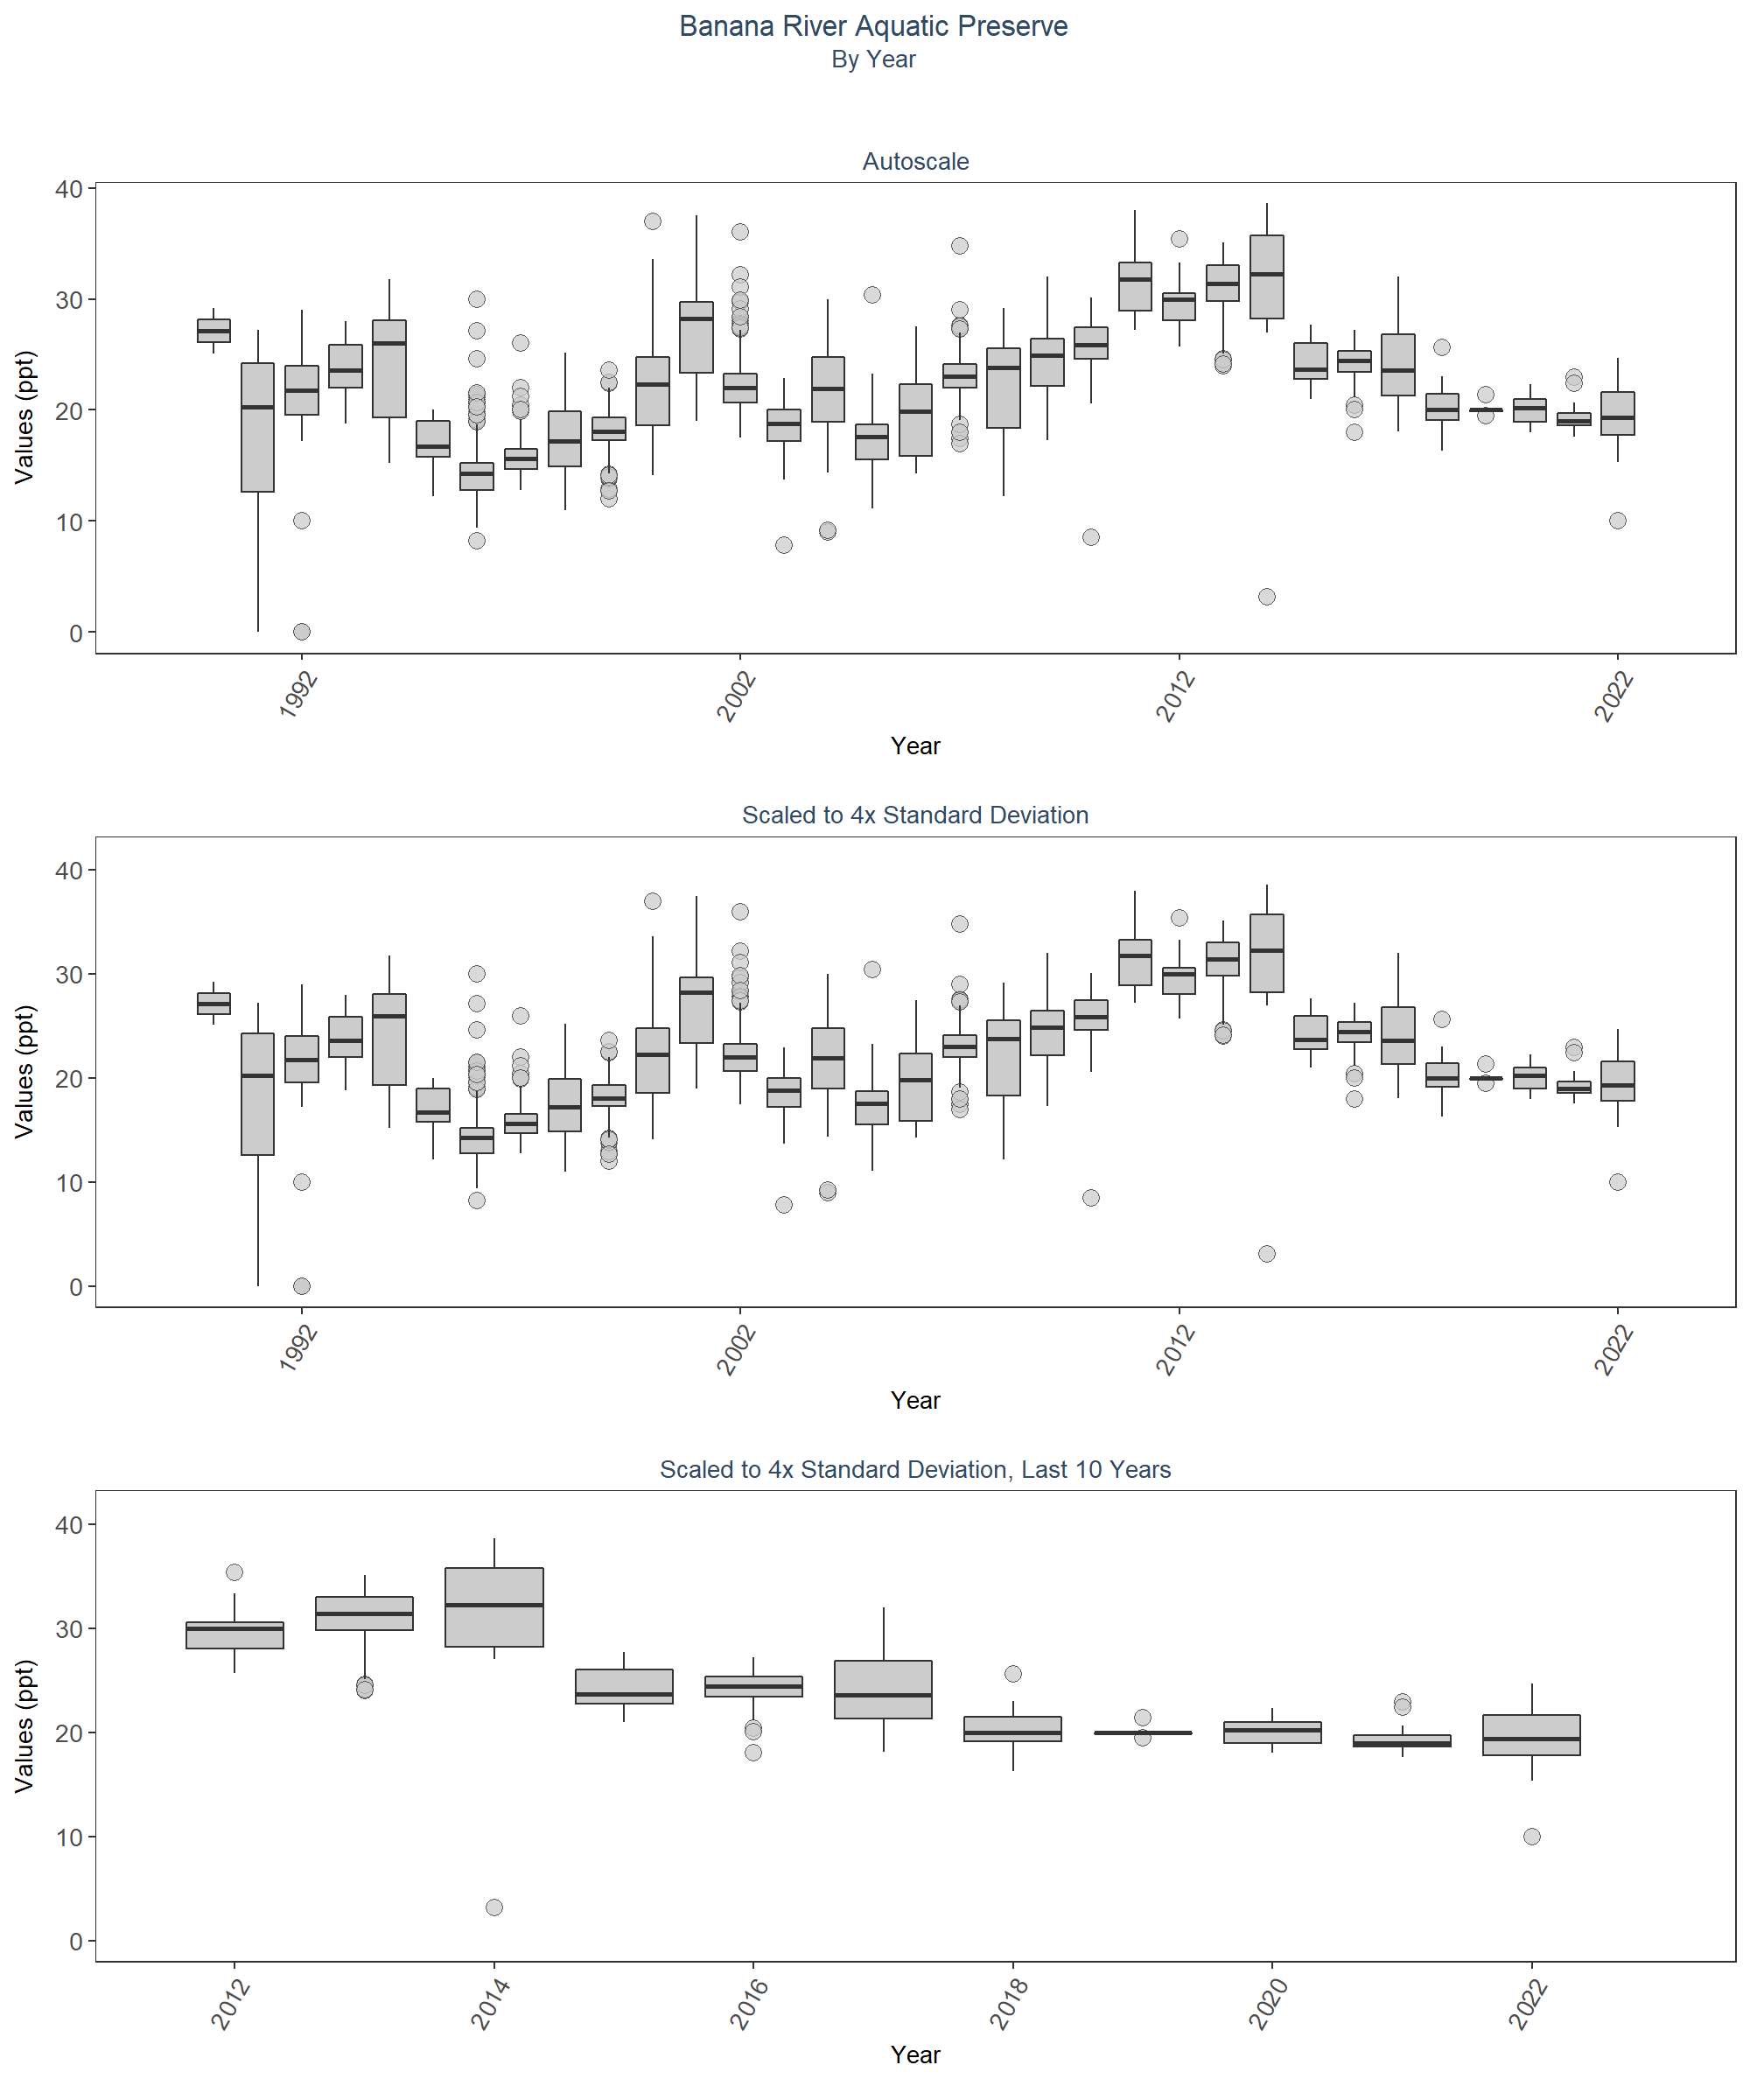 Banana River Aquatic Preserve
By Year
Autoscale
Values (ppt)
40
30
20
10
0
1992
2002
2012
2022
Year
Scaled to 4x Standard Deviation
Values (ppt)
40
30
20
10
0
1992
2002
2012
2022
Year
Scaled to 4x Standard Deviation, Last 10 Years
Values (ppt)
40
30
20
10
0
2012
2014
2016
2018
2020
2022
Year